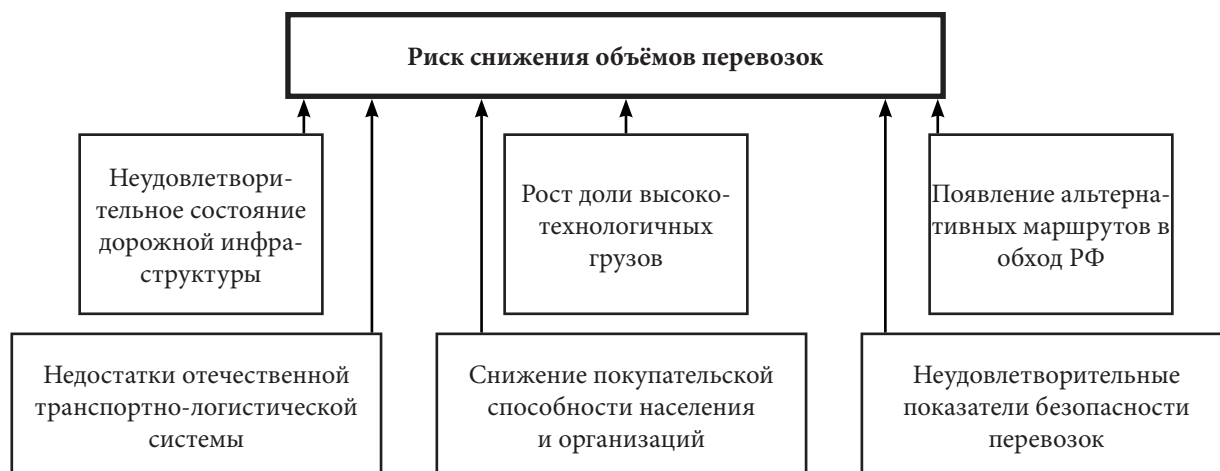 Риск снижения объёмов перевозок
Неудовлетвори-
тельное состояние
дорожной инфра-
структуры
Рост доли высоко-
технологичных
грузов
Появление альтерна-
тивных маршрутов в
обход РФ
Недостатки отечественной
транспортно-логистической
системы
Снижение покупательской
способности населения
и организаций
Неудовлетворительные
показатели безопасности
перевозок